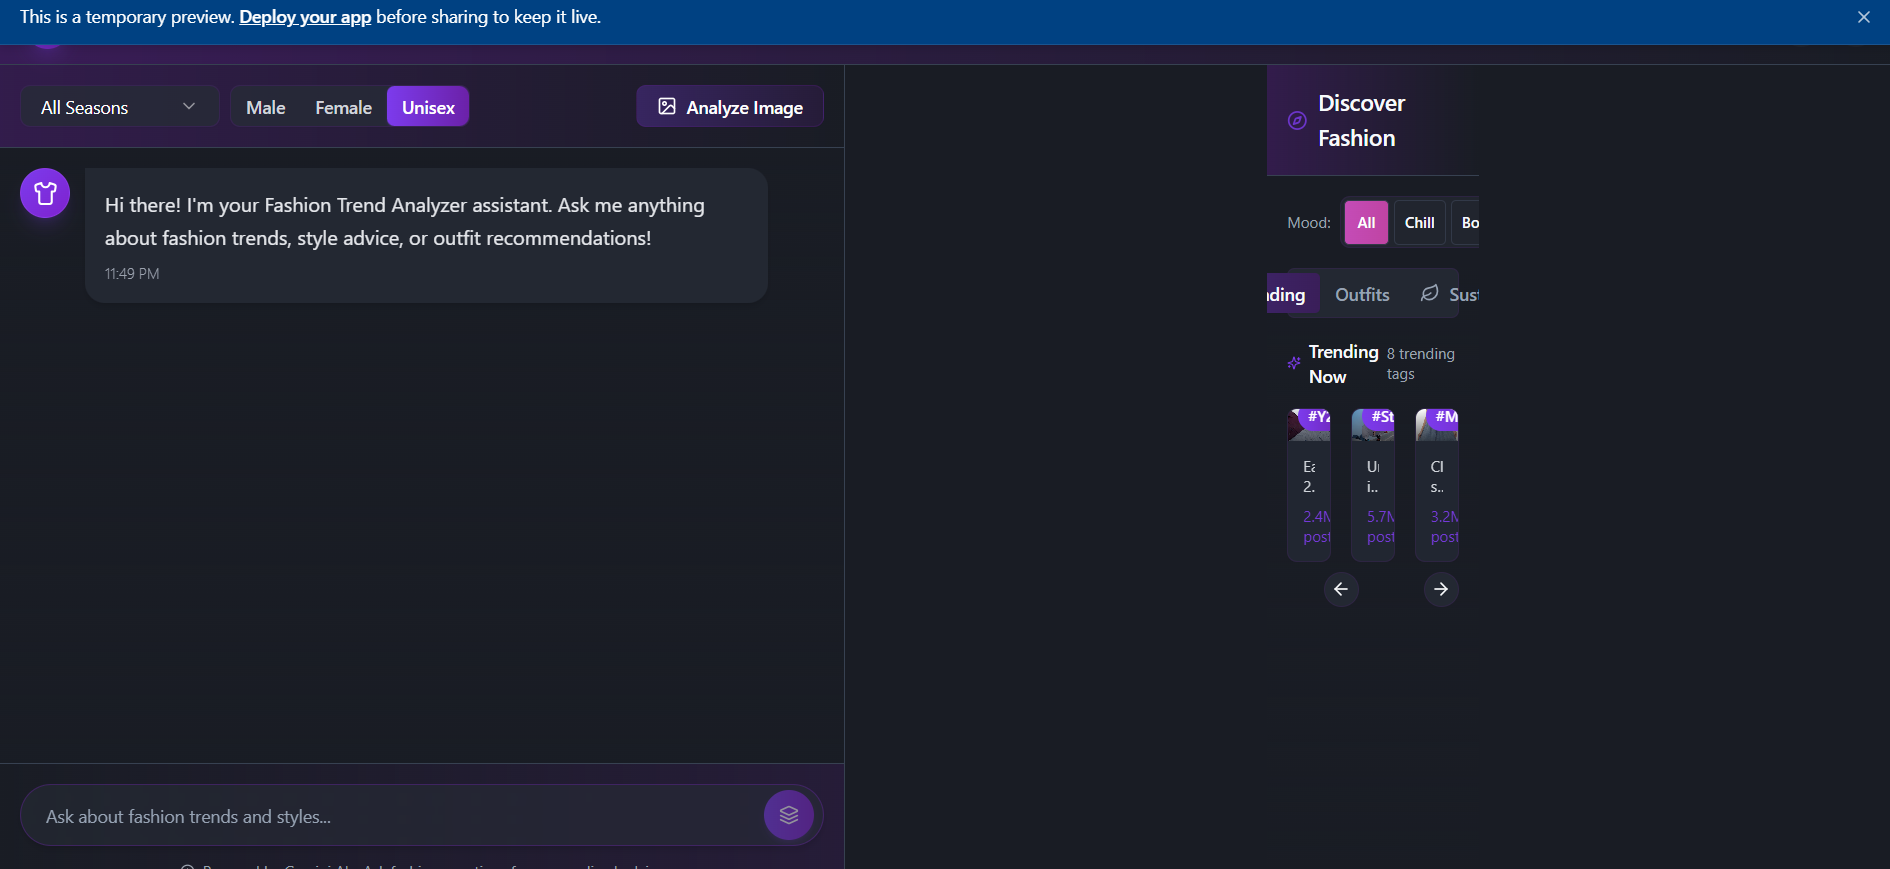 This is a temporary preview. Deploy your app before sharing to keep it live.
All Seasons
Male Female Unisex
Analyze Image
Hi there! I'm your Fashion Trend Analyzer assistant. Ask me anything
about fashion trends, style advice, or outfit recommendations!
11:49 PM
Ask about fashion trends and styles...
Discover
Fashion
Mood: All Chill Bo
nding Outfits Sust
Trending
Now
8 trending
tags
#Y2 #St #M
Ea
2.
2.4M
post
U
i..
5.7M
post
Cl
s..
3.2M
post